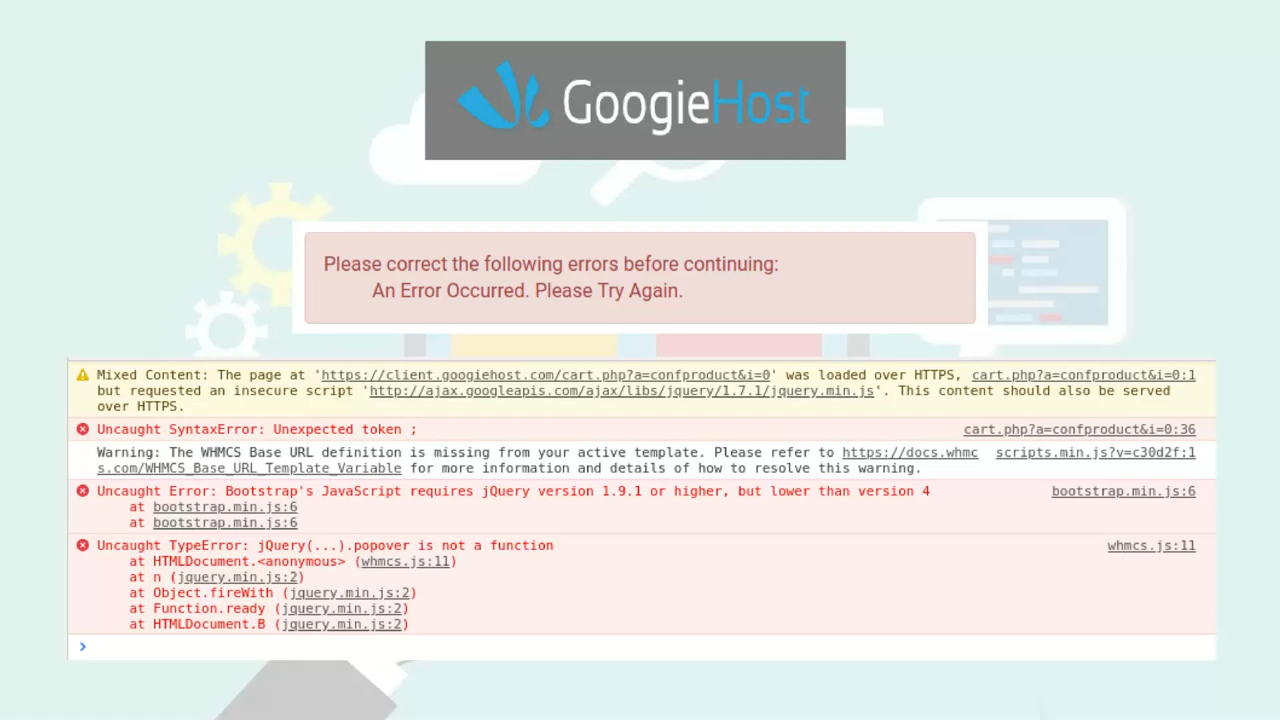 GoogieHost
Please correct the following errors before continuing:
An Error Occurred. Please Try Again.
Mixed Content: The page at 'https://client.googiehost.com/cart.php?a=confproduct&i=0' was loaded over HTTPS, cart.php?a=confproduct&i=0:1
but requested an insecure script 'http://ajax.googleapis.com/ajax/libs/jquery/1.7.1/jquery.min.js'. This content should also be served
over HTTPS.
Uncaught SyntaxError: Unexpected token ; cart.php?a=confproduct&i=0:36
Warning: The WHMCS Base URL definition is missing from your active template. Please refer to https://docs.whmc scripts.min.js?v=c30d2f:1
s.com/WHMCS_Base_URL_Template_Variable for more information and details of how to resolve this warning.
Uncaught Error: Bootstrap's JavaScript requires jQuery version 1.9.1 or higher, but lower than version 4 bootstrap.min.js:6
at bootstrap.min.js:6
at bootstrap.min.js:6
Uncaught TypeError: jQuery(...).popover is not a function whmcs.js:11
at HTMLDocument.<anonymous> (whmcs.js:11)
at n (jquery.min.js:2)
at Object.fireWith (jquery.min.js:2)
at Function.ready (jquery.min.js:2)
at HTMLDocument.B (jquery.min.js:2)